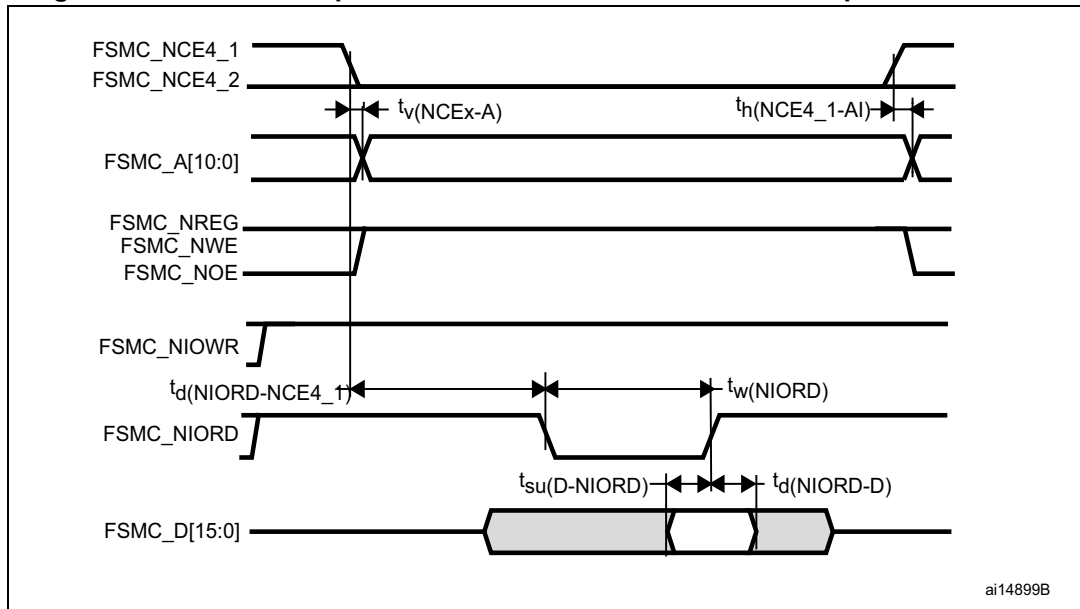 FSMC_NCE4_1
FSMC_NCE4_2
tv(NCEx-A)
th(NCE4_1-AI)
FSMC_A[10:0]
FSMC_NREG
FSMC_NWE
FSMC_NOE
FSMC_NIOWR
td(NIORD-NCE4_1)
tw(NIORD)
FSMC_NIORD
tsu(D-NIORD)
td(NIORD-D)
FSMC_D[15:0]
ai14899B